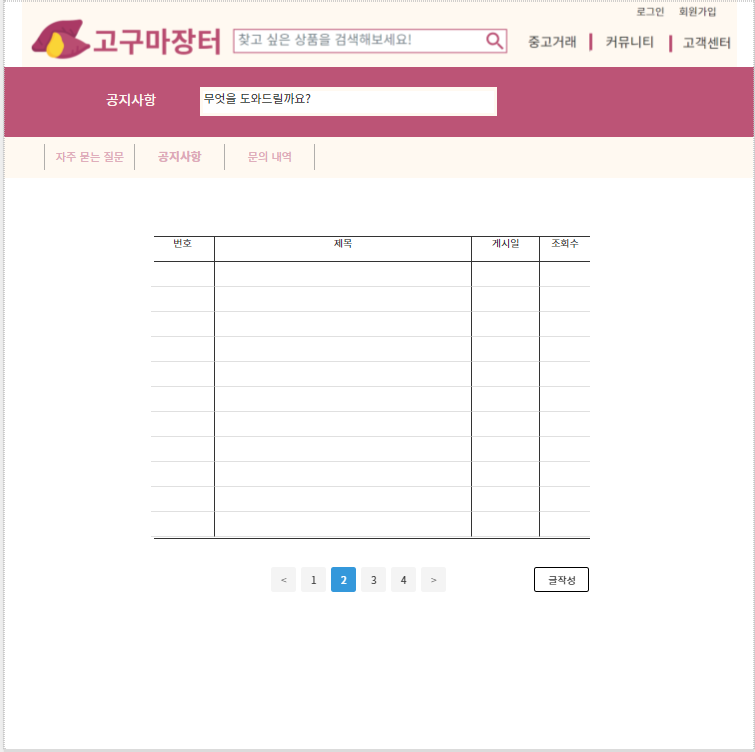 로그인 회원가입
고구마장터 찾고 싶은 상품을 검색해보세요! 중고거래 커뮤니티 고객센터
공지사항 무엇을 도와드릴까요?
자주 묻는 질문 공지사항 문의 내역
번호 제목 게시일 조회수
< 1 2 3 4 > 글작성